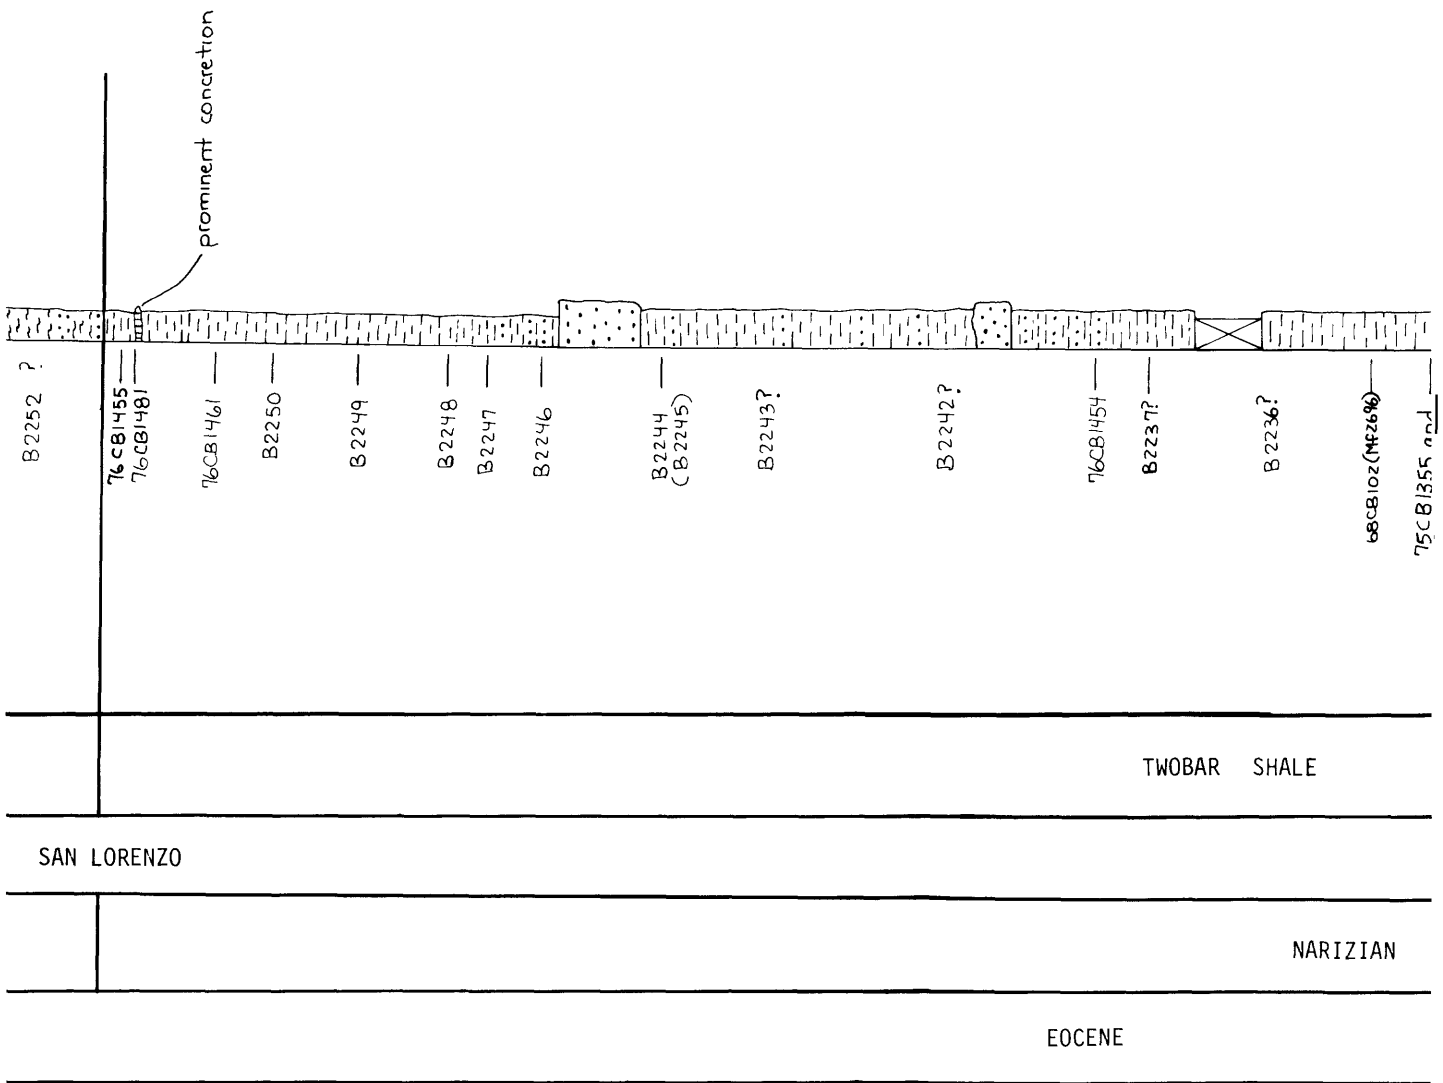 prominent concretion
B2252 ?
76CB1455
76CB1481
76CB1461
B2250
B2249
B2248
B2247
B2246
B2244
(B2245)
B2243?
B2242?
76CB1454
B2237?
B2236?
68CB102(Mf26%)
75CB1355 and
TWOBAR SHALE
SAN LORENZO
NARIZIAN
EOCENE